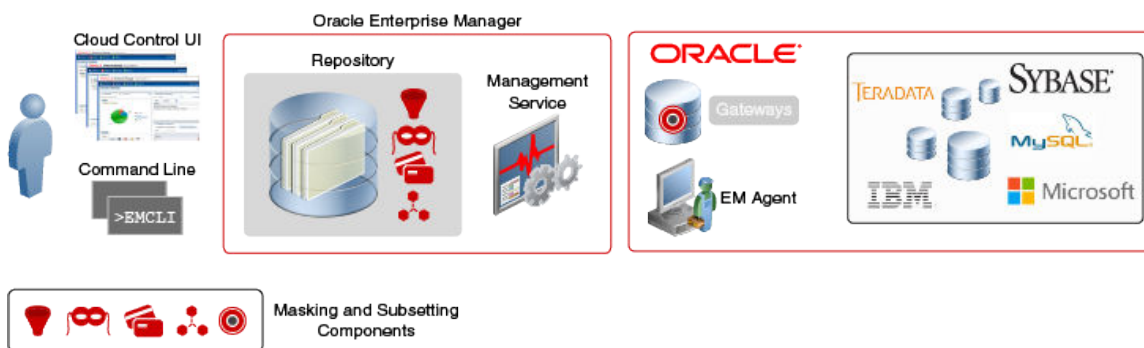 Oracle Enterprise Manager
Cloud Control UI
Command Line
>EMCLI
Repository
Management
Service
ORACLE
Gateways
EM Agent
TERADATA
SYBASE
MySQL
IBM
Microsoft
Masking and Subsetting
Components